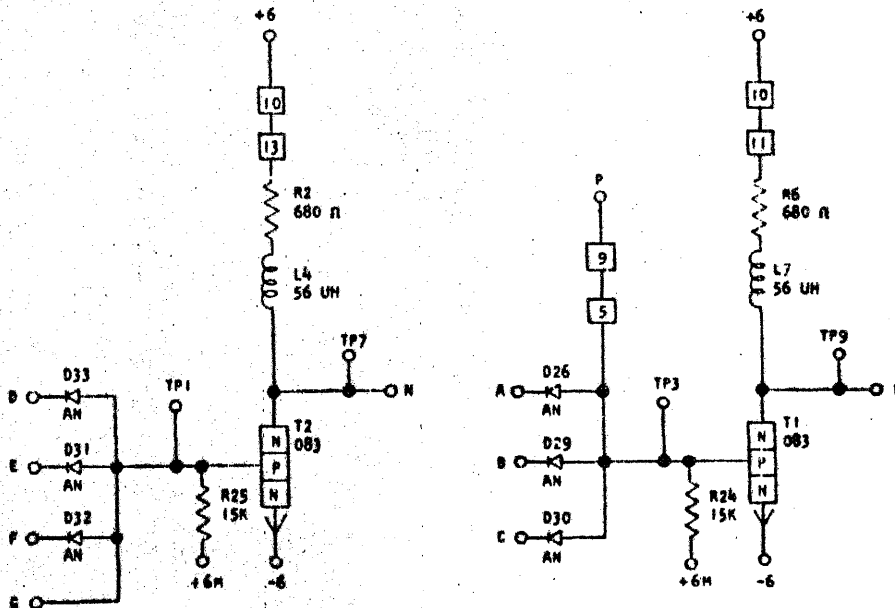 +6
10
13
R2
680 Ω
L4
56 UH
TP7
N
D33
AN
TP1
E
D31
AN
F
D32
AN
G
T2
083
N
P
N
R25
15K
+6M
-6
+6
10
11
R6
680 Ω
L7
56 UH
TP9
P
9
5
A
D26
AN
TP3
B
D29
AN
C
D30
AN
T1
083
N
P
N
R24
15K
+6M
-6